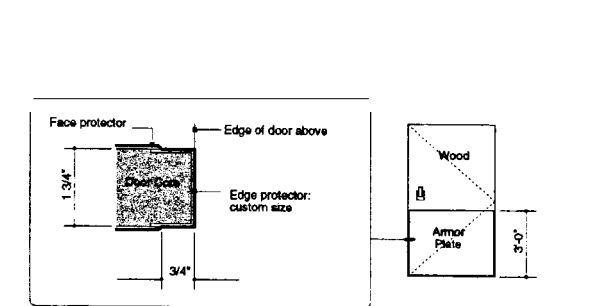 Face protector
Edge of door above
1 3/4"
Door Core
Edge protector:
custom size
3/4"
Wood
Armor
Plate
3'-0"